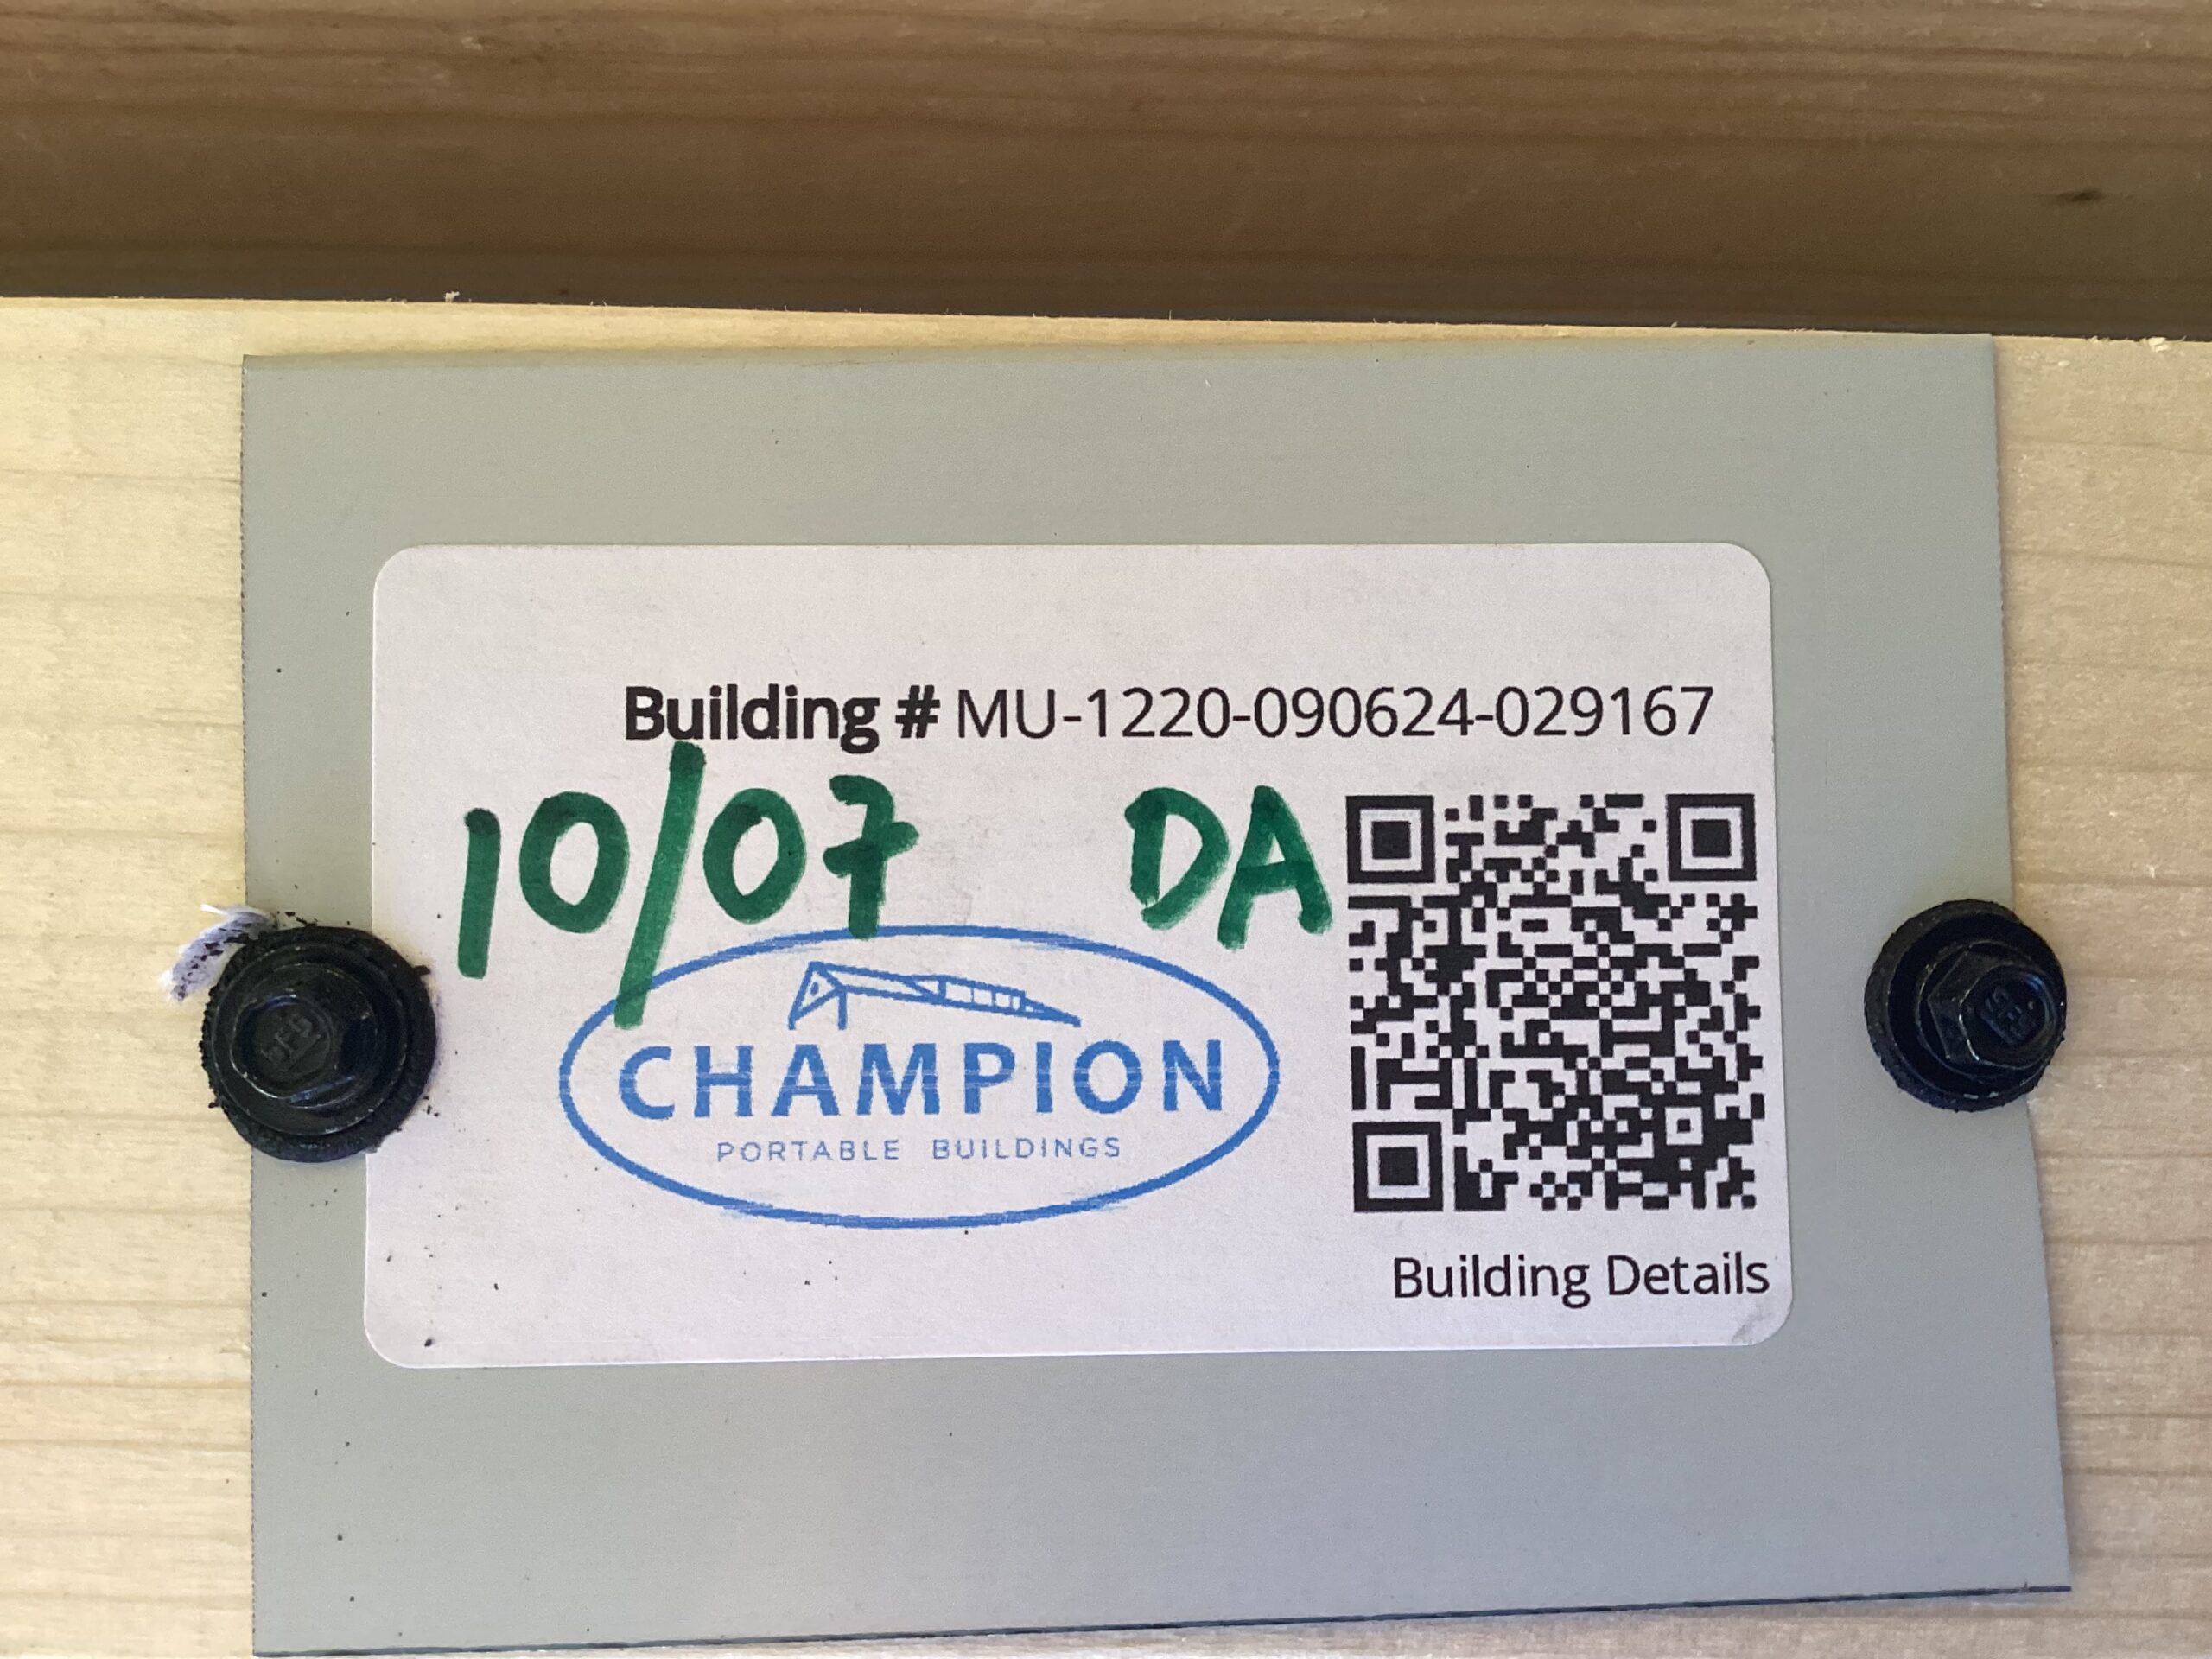 Building # MU-1220-090624-029167
10/07 DA
CHAMPION
PORTABLE BUILDINGS
Building Details